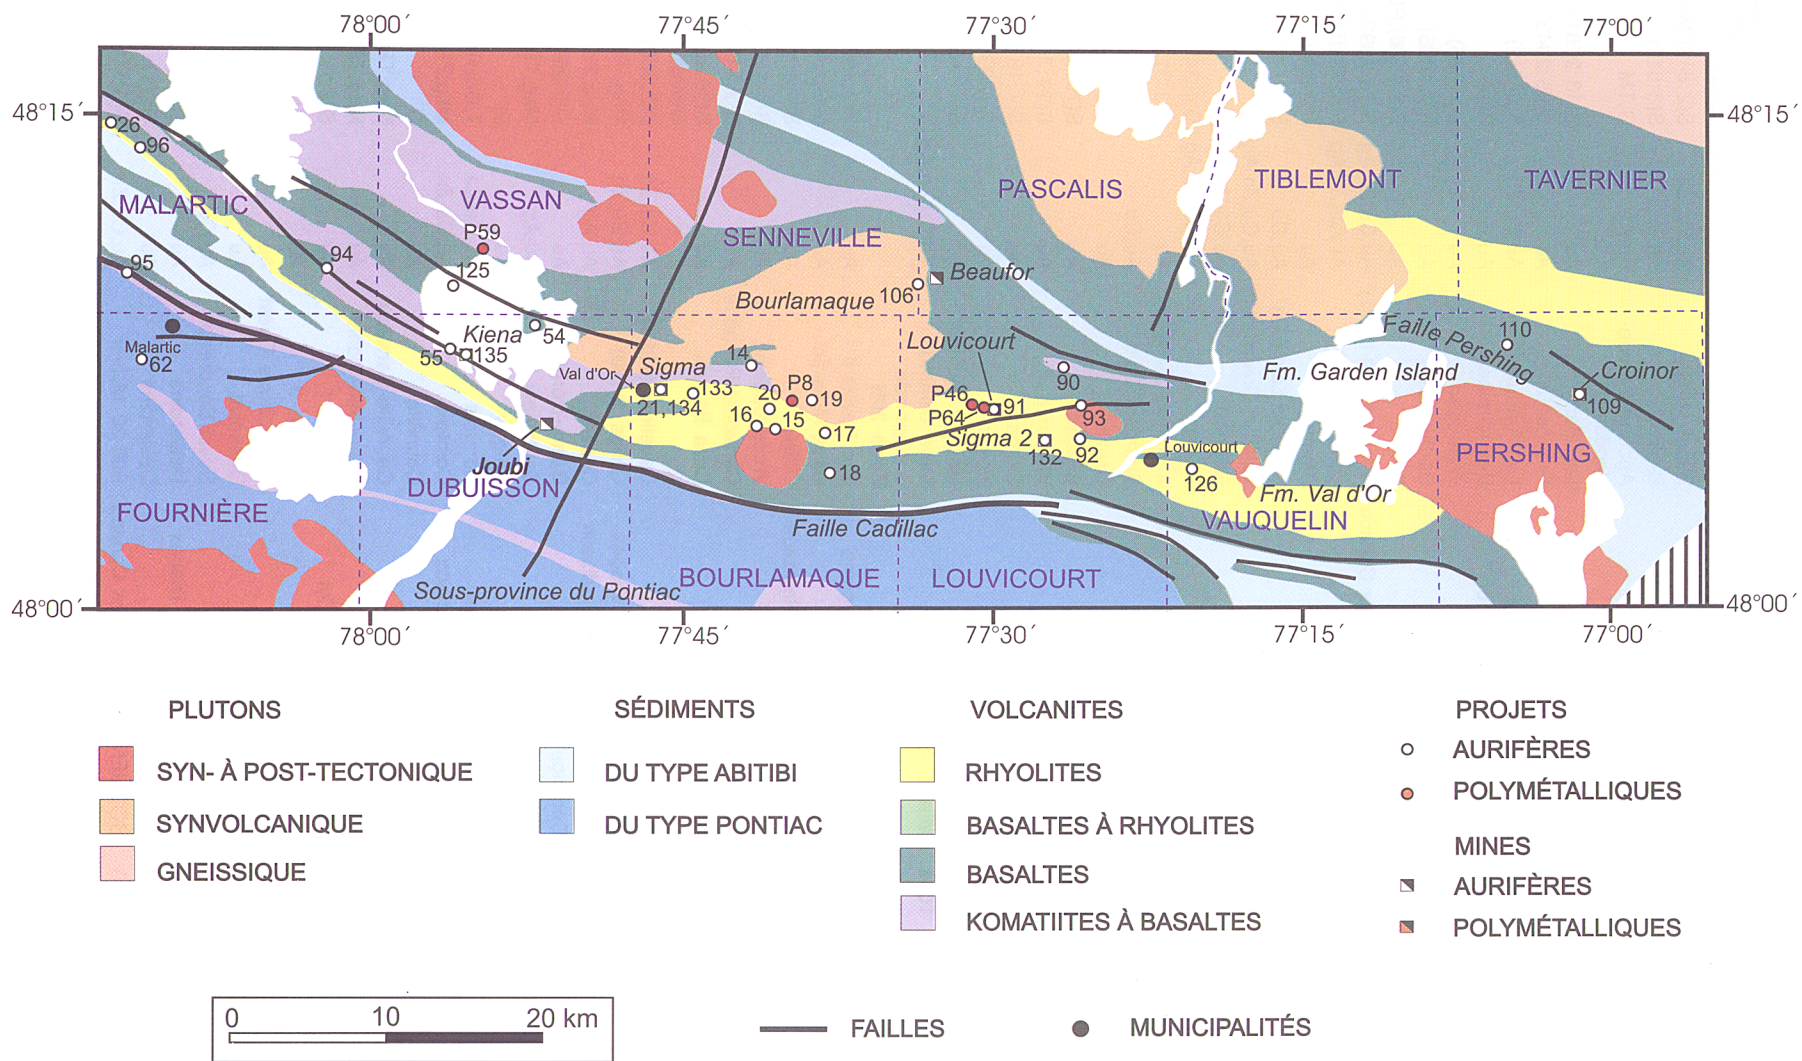 78°00´ 77°45´ 77°30´ 77°15´ 77°00´
48°15´ 48°15´
26
96
MALARTIC
VASSAN
PASCALIS
TIBLEMONT
TAVERNIER
P59
SENNEVILLE
95
94
125
Beaufor
Bourlamaque 106
Malartic
62
Kiena
54
55
135
Louvicourt
Faille Pershing
110
Val d'Or
Sigma
14
21,134
133
20
P8
19
16
15
17
18
P46
P64
91
90
93
Fm. Garden Island
Croinor
109
Sigma 2
132
92
Louvicourt
126
PERSHING
Joubi
DUBUISSON
FOURNIÈRE
Fm. Val d'Or
VAUQUELIN
Faille Cadillac
Sous-province du Pontiac
BOURLAMAQUE
LOUVICOURT
48°00´ 48°00´
78°00´ 77°45´ 77°30´ 77°15´ 77°00´
PLUTONS
SYN- À POST-TECTONIQUE
SYNVOLCANIQUE
GNEISSIQUE
SÉDIMENTS
DU TYPE ABITIBI
DU TYPE PONTIAC
VOLCANITES
RHYOLITES
BASALTES À RHYOLITES
BASALTES
KOMATIITES À BASALTES
PROJETS
AURIFÈRES
POLYMÉTALLIQUES
MINES
AURIFÈRES
POLYMÉTALLIQUES
0 10 20 km
FAILLES
MUNICIPALITÉS